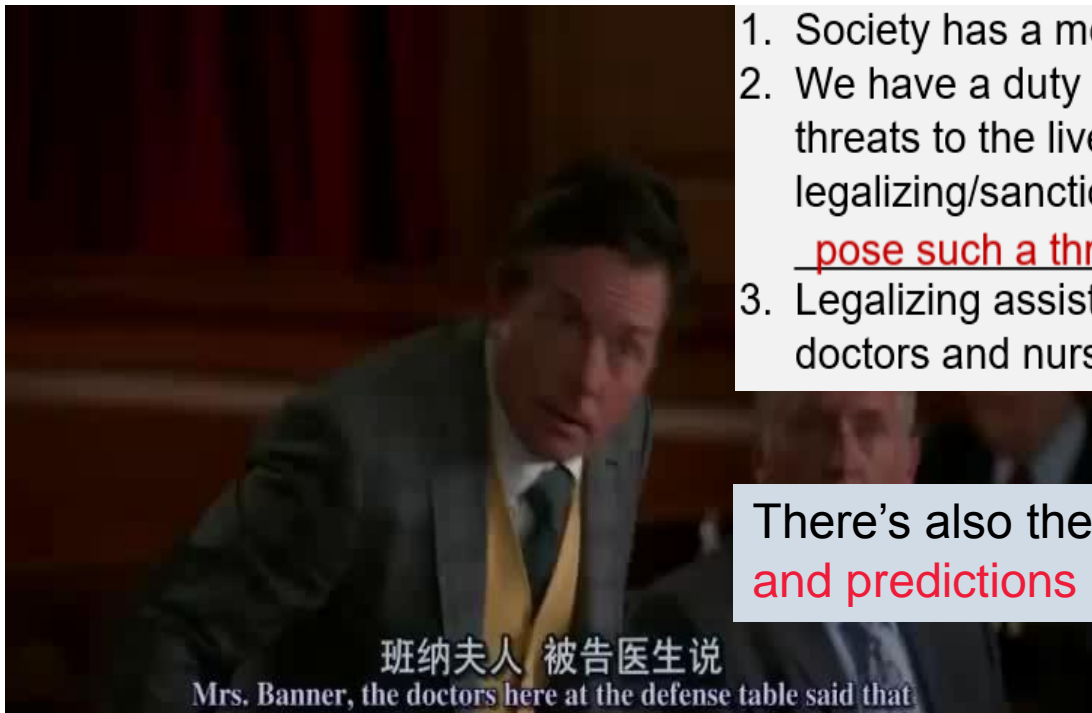 1. Society has a m
2. We have a duty
threats to the live
legalizing/sancti
pose such a thr
3. Legalizing assist
doctors and nurs
There’s also the
and predictions
班纳夫人 被告医生说
Mrs. Banner, the doctors here at the defense table said that